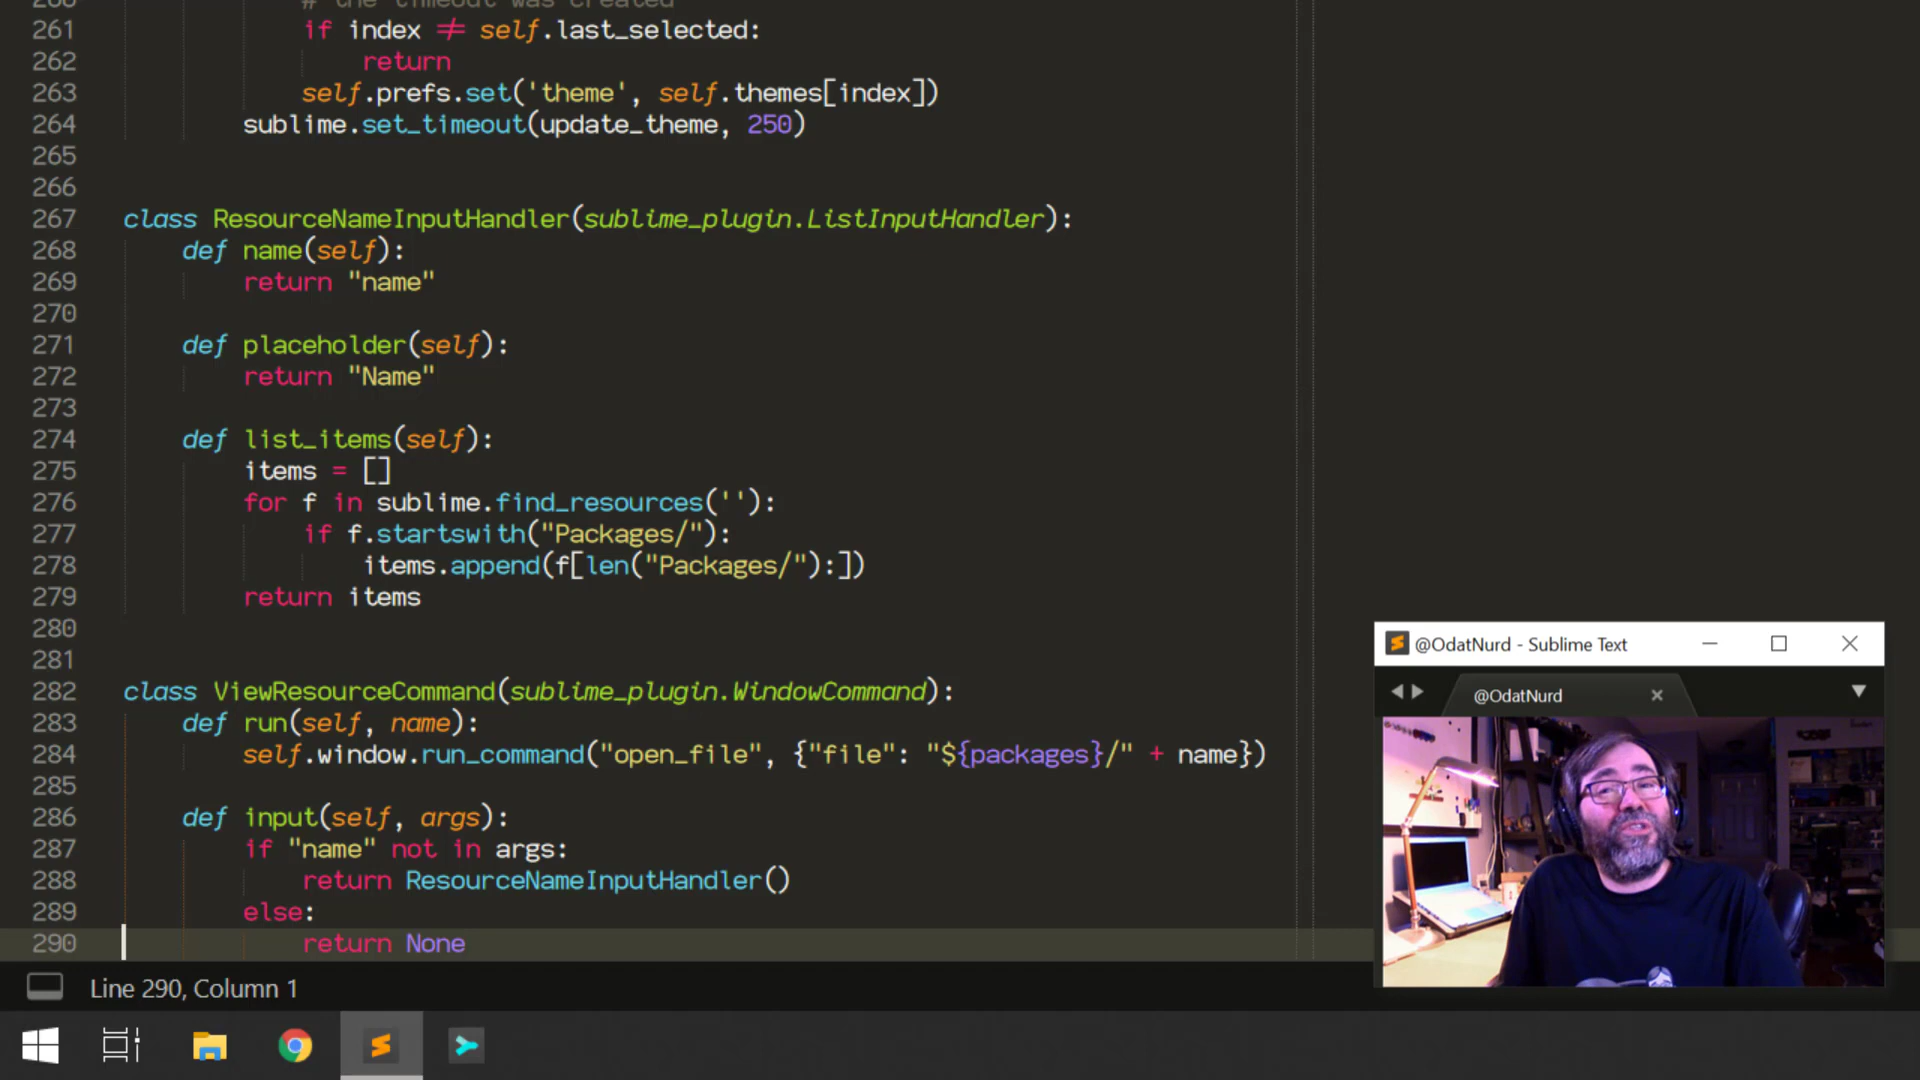 260 # the timeout was created
261 if index ≠ self.last_selected:
262 return
263 self.prefs.set('theme', self.themes[index])
264 sublime.set_timeout(update_theme, 250)
265
266
267 class ResourceNameInputHandler(sublime_plugin.ListInputHandler):
268 def name(self):
269 return "name"
270
271 def placeholder(self):
272 return "Name"
273
274 def list_items(self):
275 items = []
276 for f in sublime.find_resources(''):
277 if f.startswith("Packages/"):
278 items.append(f[len("Packages/"):])
279 return items
280
281
282 class ViewResourceCommand(sublime_plugin.WindowCommand):
283 def run(self, name):
284 self.window.run_command("open_file", {"file": "${packages}/" + name})
285
286 def input(self, args):
287 if "name" not in args:
288 return ResourceNameInputHandler()
289 else:
290 return None
Line 290, Column 1
@OdatNurd - Sublime Text
@OdatNurd